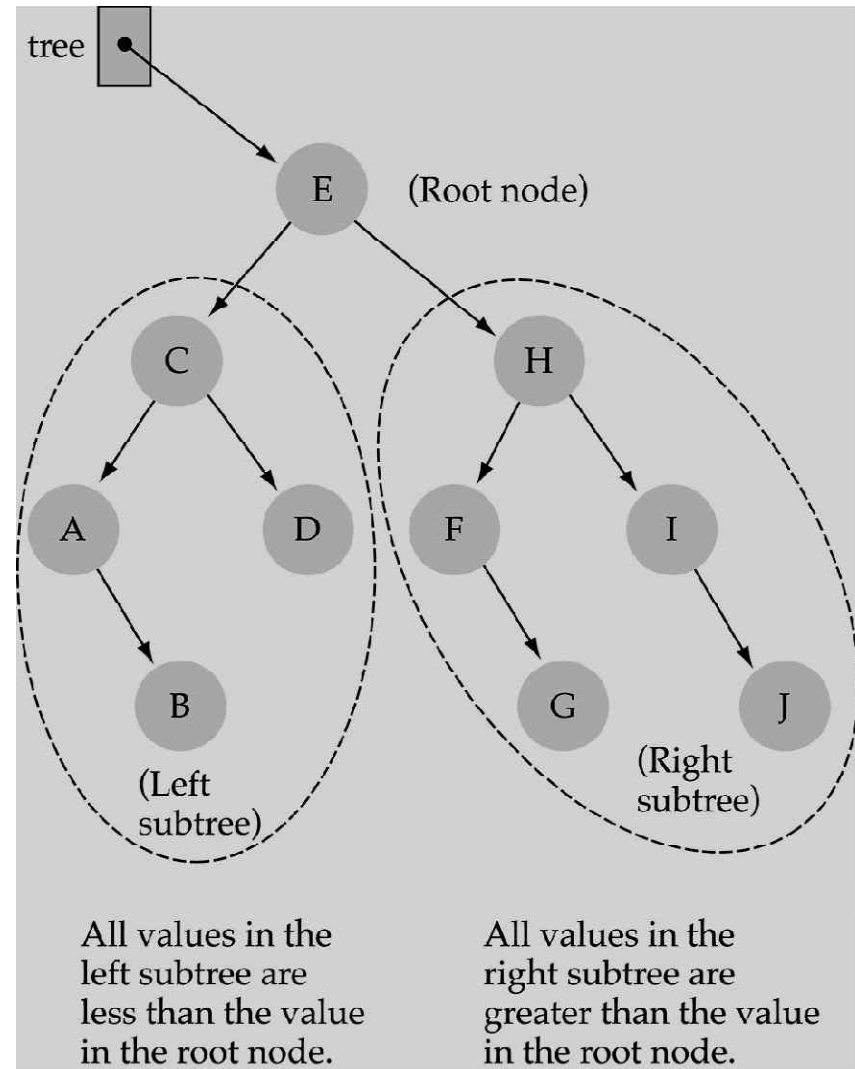 tree
E (Root node)
C H
A D F I
B G J
(Left
subtree)
(Right
subtree)
All values in the
left subtree are
less than the value
in the root node.
All values in the
right subtree are
greater than the value
in the root node.